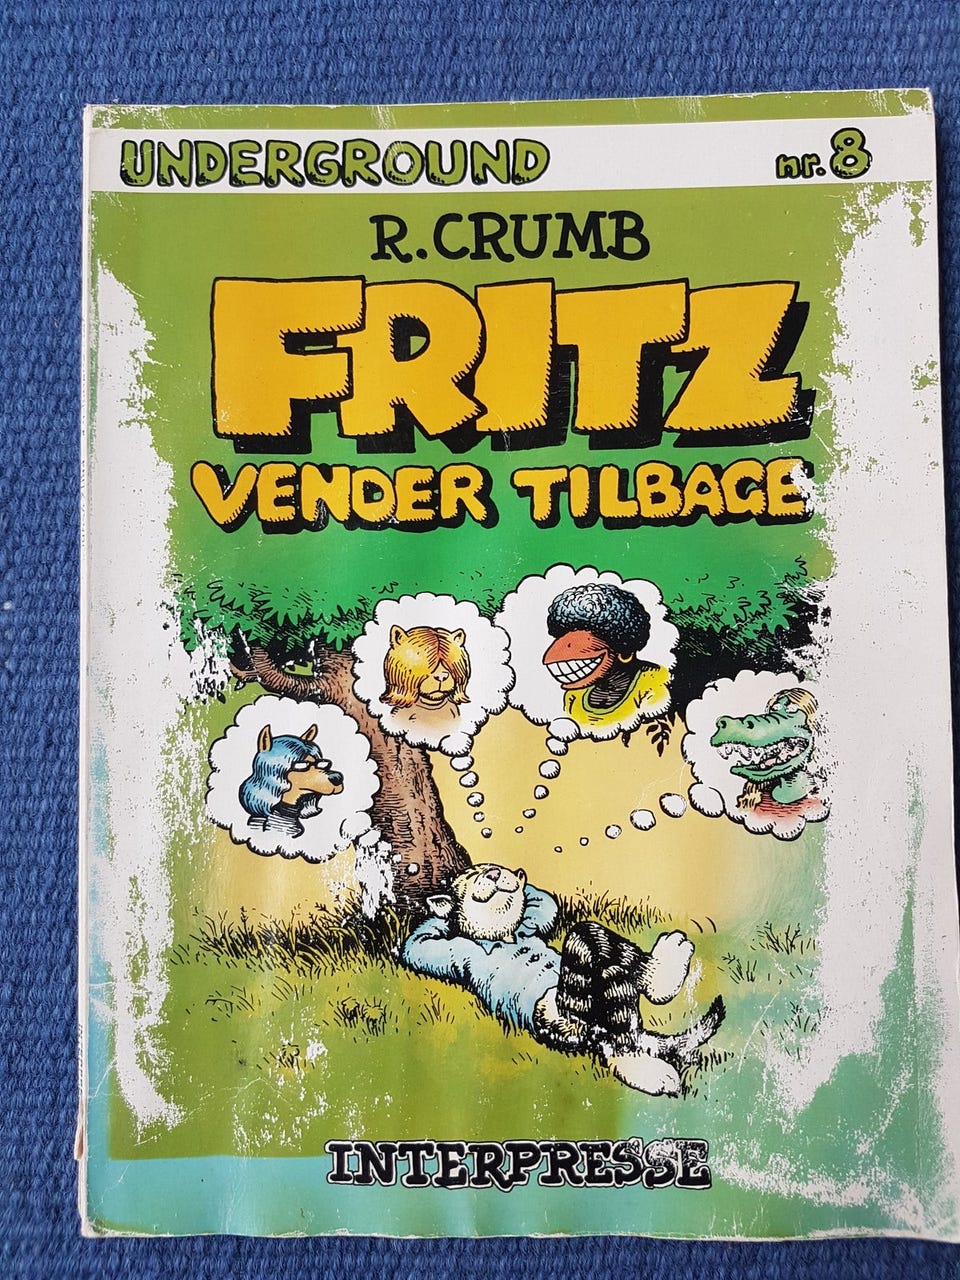 UNDERGROUND nr. 8
R. CRUMB
FRITZ
VENDER TILBAGE
INTERPRESSE